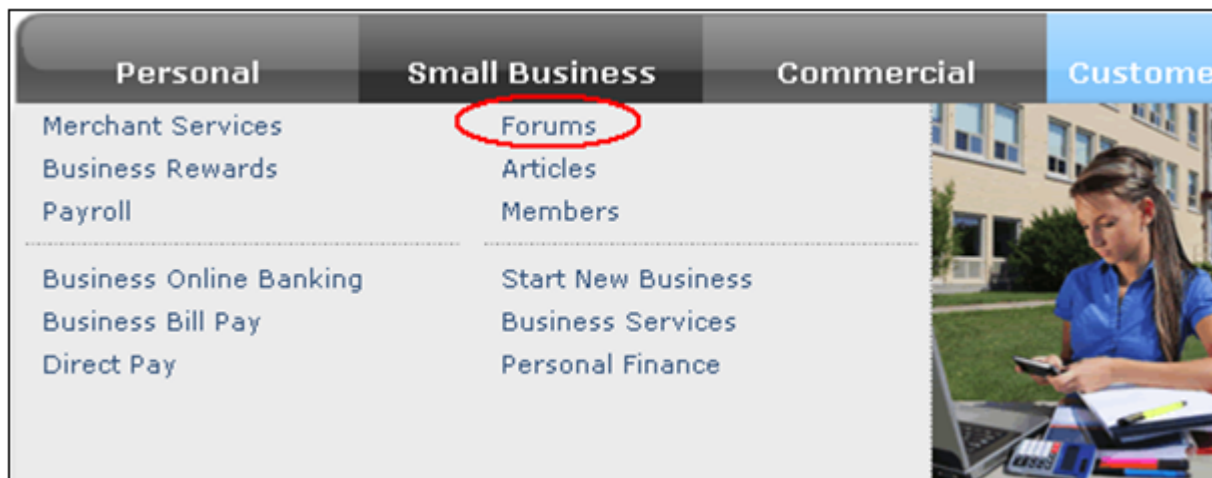 Personal Small Business Commercial Custome
Merchant Services
Business Rewards
Payroll
Business Online Banking
Business Bill Pay
Direct Pay
Forums
Articles
Members
Start New Business
Business Services
Personal Finance